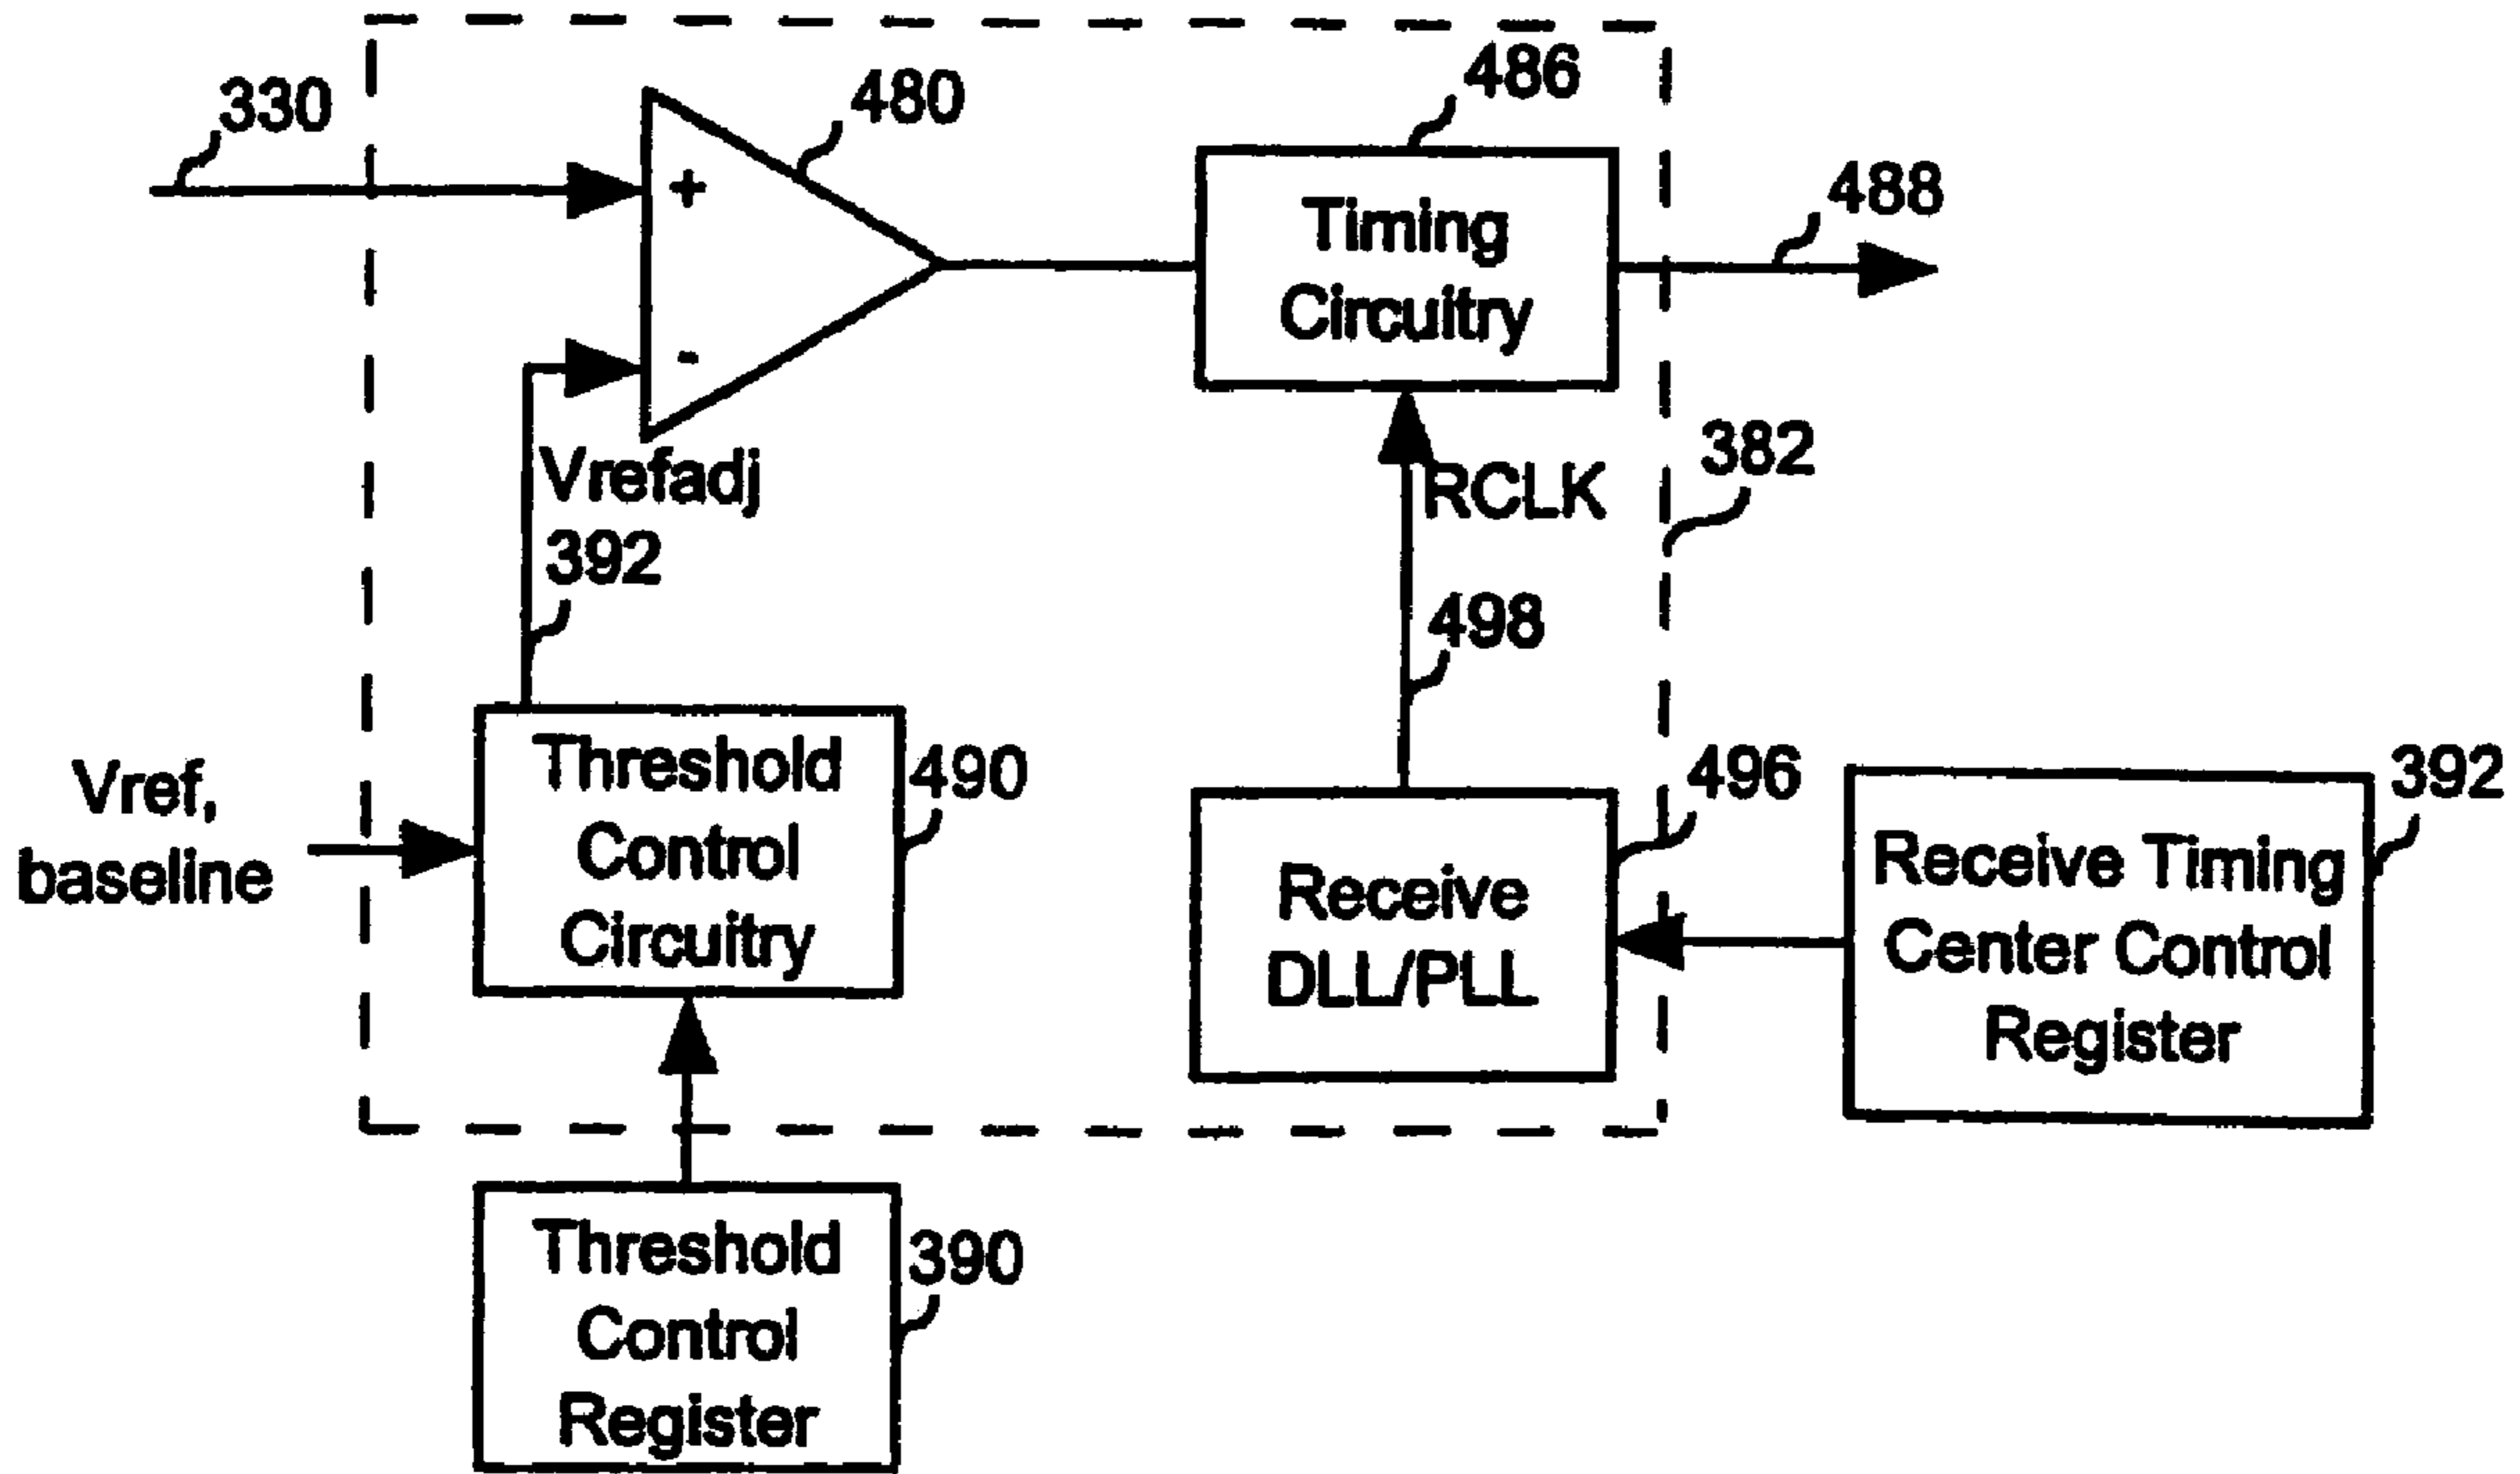 330
480
486
+
Timing
Circuitry
488
-
Vrefadj
392
RCLK
382
498
Vref,
baseline
Threshold
Control
Circuitry
490
Receive
DLL/PLL
496
Receive Timing
Center Control
Register
392
Threshold
Control
Register
390